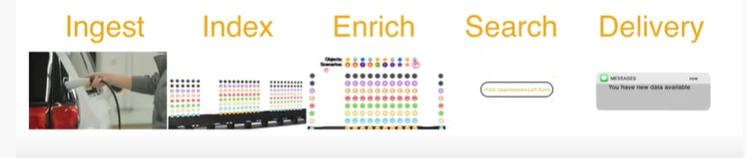 Ingest Index Enrich Search Delivery
Objects:
Scenarios:
MESSAGES now
You have new data available